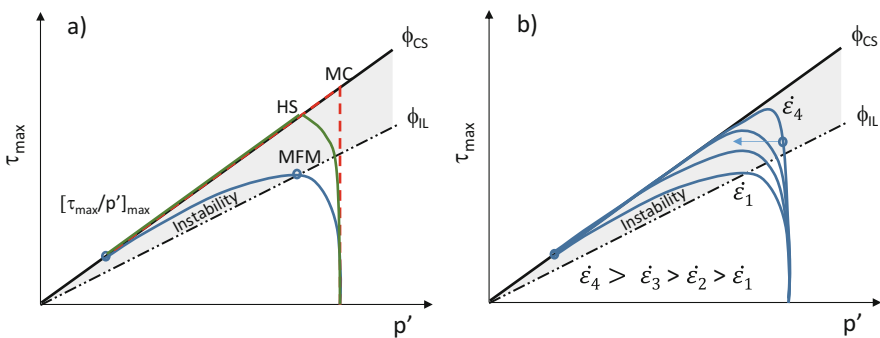 a)
ϕCS
MC
HS
ϕIL
τmax
MFM
[τmax/p']max
Instability
p'
b)
ϕCS
ε̇4
ϕIL
τmax
ε̇1
Instability
ε̇4 > ε̇3 > ε̇2 > ε̇1
p'